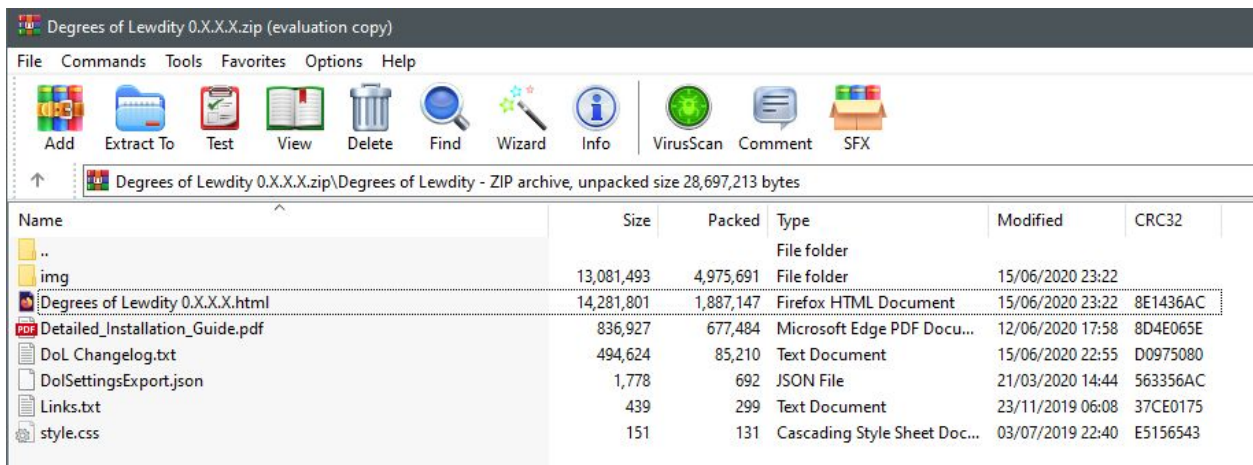 Degrees of Lewdity 0.X.X.X.zip (evaluation copy)
File Commands Tools Favorites Options Help
Add Extract To Test View Delete Find Wizard Info VirusScan Comment SFX
Degrees of Lewdity 0.X.X.X.zip\Degrees of Lewdity - ZIP archive, unpacked size 28,697,213 bytes
Name Size Packed Type Modified CRC32
.. File folder
img 13,081,493 4,975,691 File folder 15/06/2020 23:22
Degrees of Lewdity 0.X.X.X.html 14,281,801 1,887,147 Firefox HTML Document 15/06/2020 23:22 8E1436AC
PDF Detailed_Installation_Guide.pdf 836,927 677,484 Microsoft Edge PDF Docu... 12/06/2020 17:58 8D4E065E
DoL Changelog.txt 494,624 85,210 Text Document 15/06/2020 22:55 D0975080
DolSettingsExport.json 1,778 692 JSON File 21/03/2020 14:44 563356AC
Links.txt 439 299 Text Document 23/11/2019 06:08 37CE0175
style.css 151 131 Cascading Style Sheet Doc... 03/07/2019 22:40 E5156543